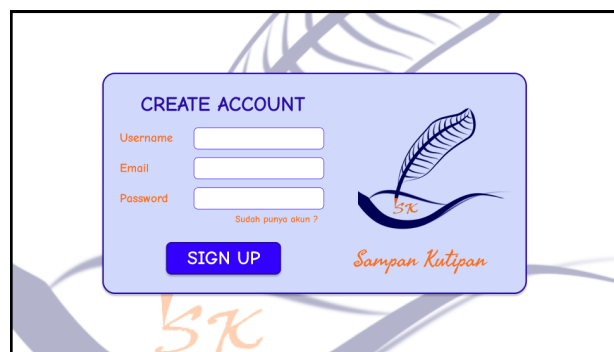 CREATE ACCOUNT
Username
Email
Password
Sudah punya akun ?
SIGN UP
SK
Sampan Kutipan
SK